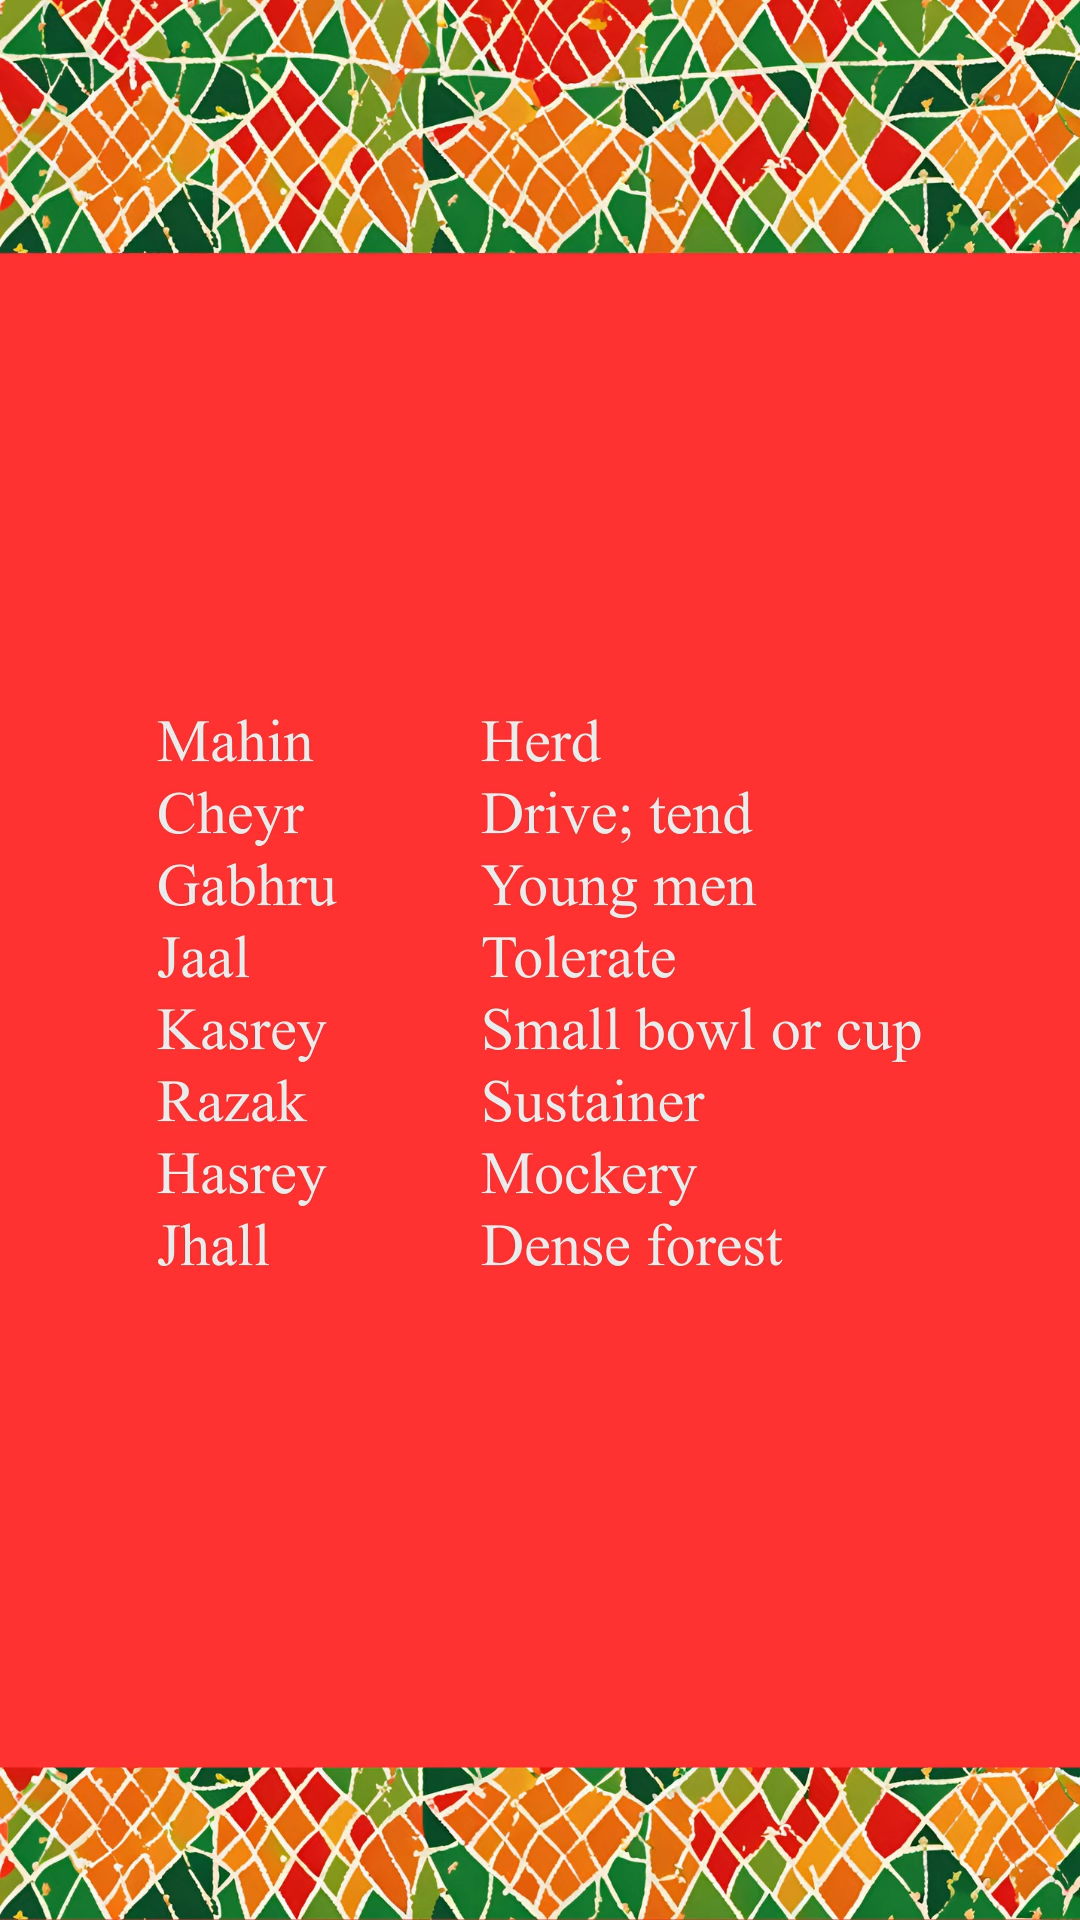 Mahin Herd
Cheyr Drive; tend
Gabhru Young men
Jaal Tolerate
Kasrey Small bowl or cup
Razak Sustainer
Hasrey Mockery
Jhall Dense forest